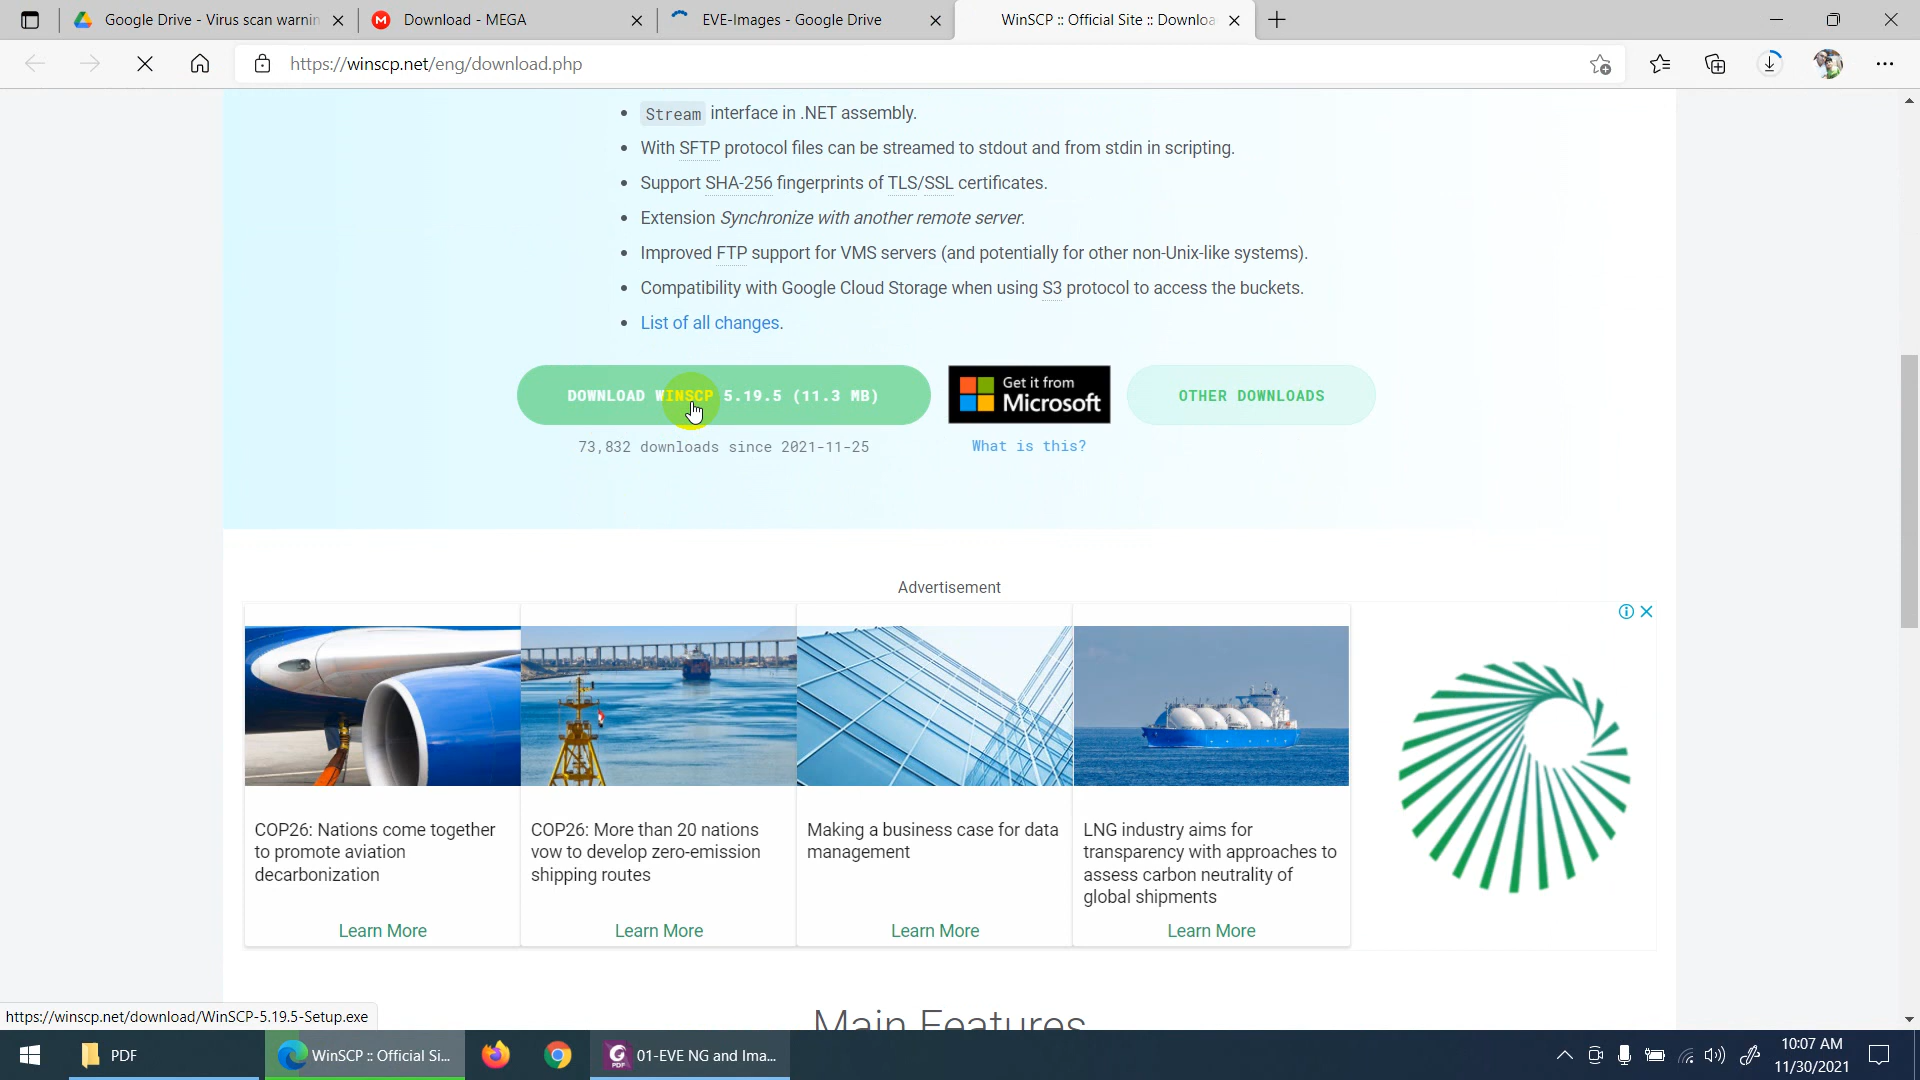 Google Drive - Virus scan warnin
Download - MEGA
EVE-Images - Google Drive
WinSCP :: Official Site :: Downloa
https://winscp.net/eng/download.php
Stream interface in .NET assembly.
With SFTP protocol files can be streamed to stdout and from stdin in scripting.
Support SHA-256 fingerprints of TLS/SSL certificates.
Extension Synchronize with another remote server.
Improved FTP support for VMS servers (and potentially for other non-Unix-like systems).
Compatibility with Google Cloud Storage when using S3 protocol to access the buckets.
List of all changes.
DOWNLOAD WINSCP 5.19.5 (11.3 MB)
Get it from
Microsoft
OTHER DOWNLOADS
73,832 downloads since 2021-11-25
What is this?
Advertisement
COP26: Nations come together
to promote aviation
decarbonization
Learn More
COP26: More than 20 nations
vow to develop zero-emission
shipping routes
Learn More
Making a business case for data
management
Learn More
LNG industry aims for
transparency with approaches to
assess carbon neutrality of
global shipments
Learn More
Main Features
https://winscp.net/download/WinSCP-5.19.5-Setup.exe
PDF
WinSCP :: Official Si...
PDF
01-EVE NG and Ima...
10:07 AM
11/30/2021